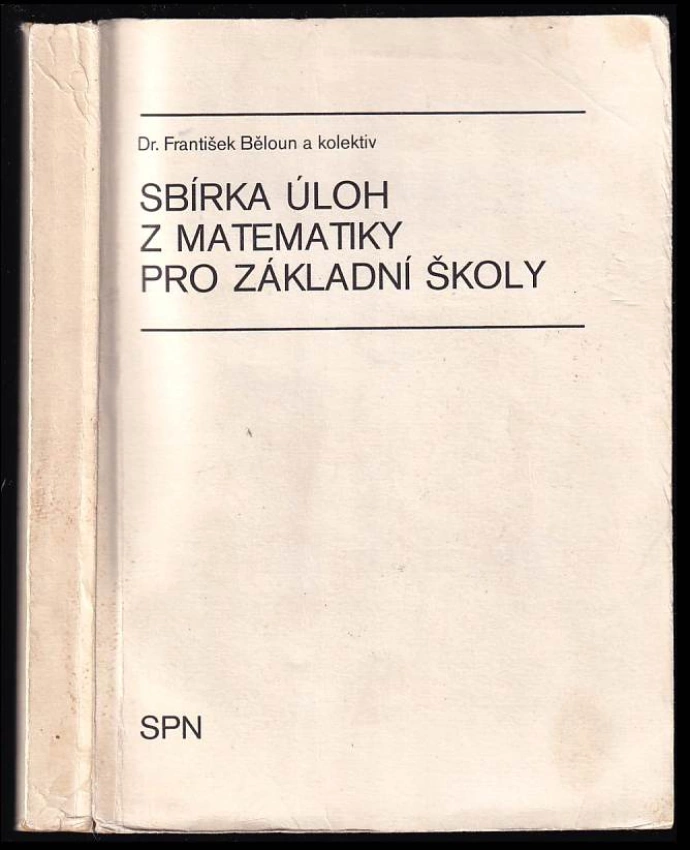 Dr. František Běloun a kolektiv
SBÍRKA ÚLOH
Z MATEMATIKY
PRO ZÁKLADNÍ ŠKOLY
SPN